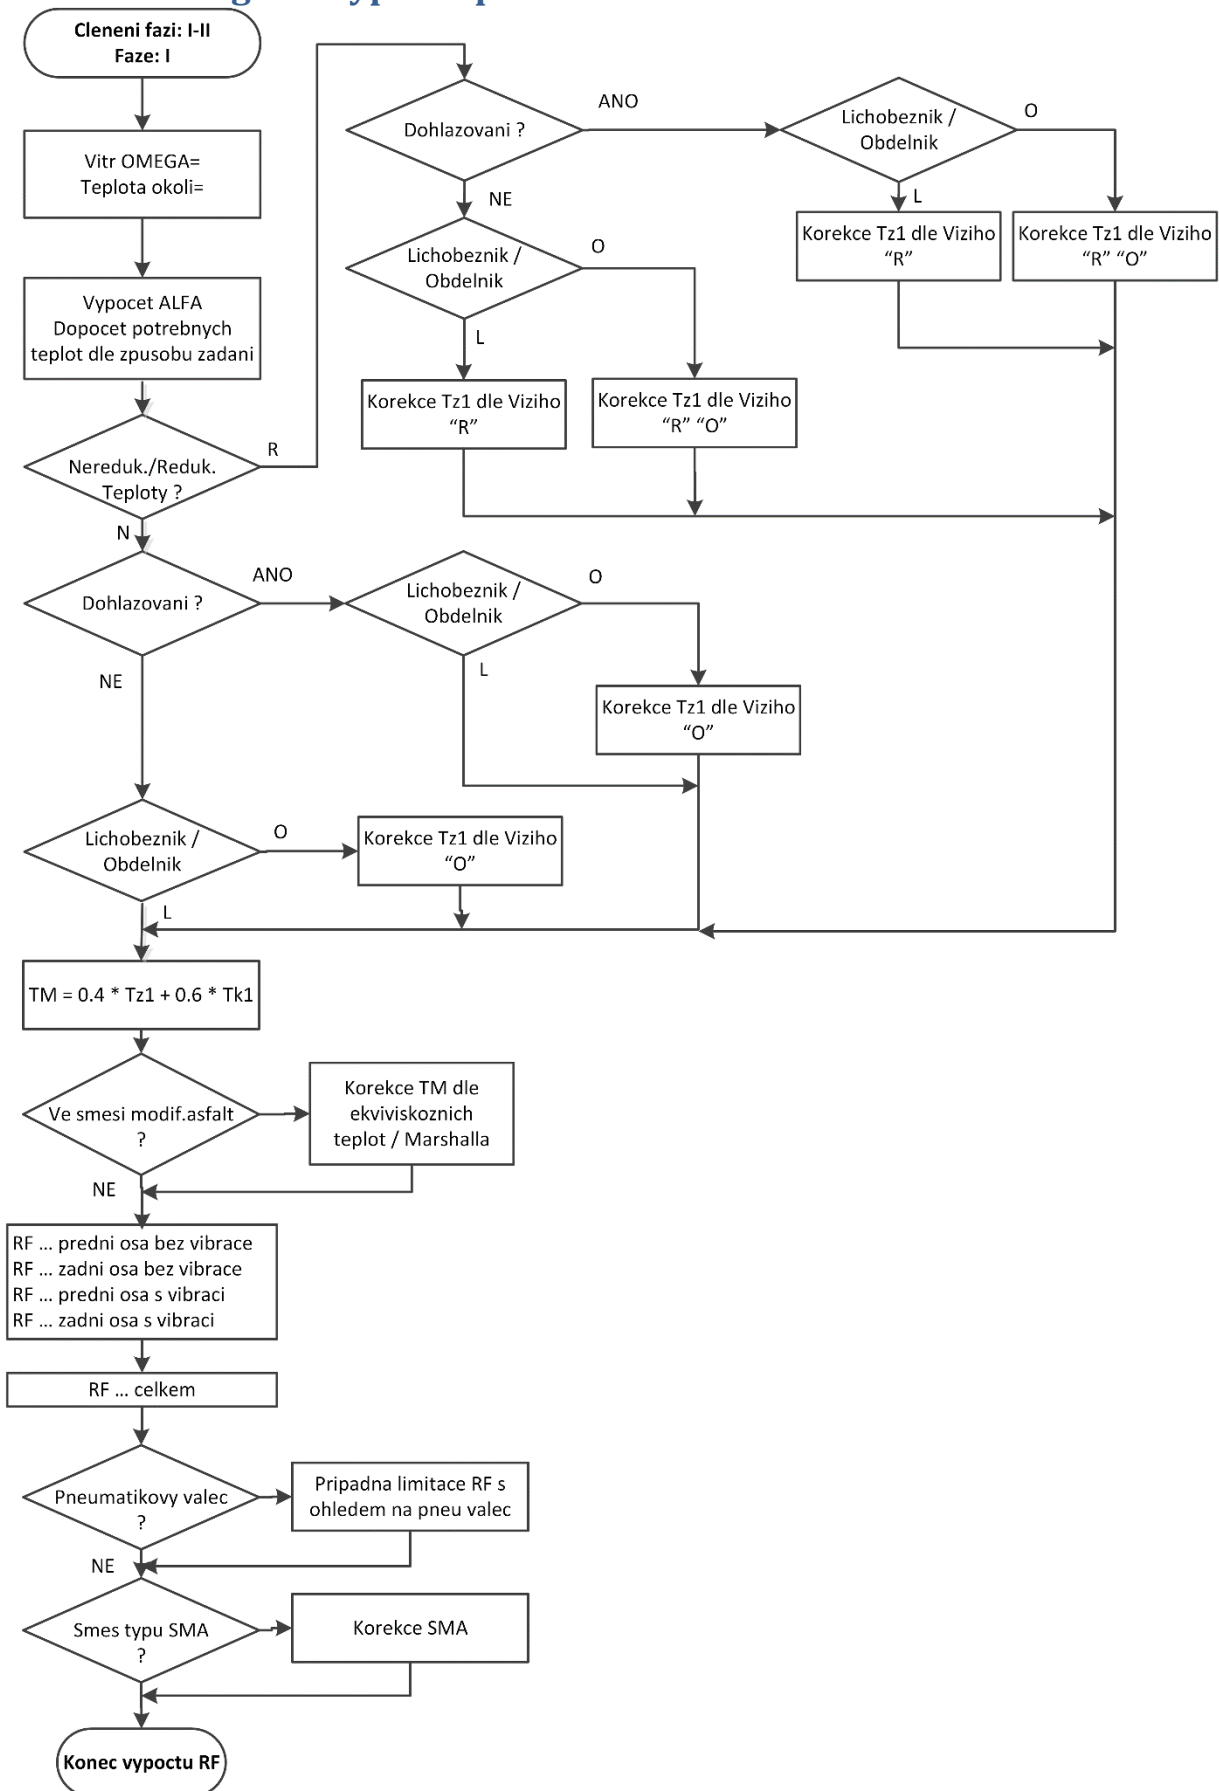 Cleneni fazi: I-II
Faze: I
Vitr OMEGA=
Teplota okoli=
Vypocet ALFA
Dopocet potrebnych
teplot dle zpusobu zadani
Nereduk./Reduk.
Teploty ?
R
N
Dohlazovani ?
ANO
Lichobeznik /
Obdelnik
O
L
Korekce Tz1 dle Viziho
“R”
Korekce Tz1 dle Viziho
“R” “O”
NE
Lichobeznik /
Obdelnik
O
L
Korekce Tz1 dle Viziho
“R”
Korekce Tz1 dle Viziho
“R” “O”
Dohlazovani ?
ANO
Lichobeznik /
Obdelnik
O
L
Korekce Tz1 dle Viziho
“O”
NE
Lichobeznik /
Obdelnik
O
Korekce Tz1 dle Viziho
“O”
L
TM = 0.4 * Tz1 + 0.6 * Tk1
Ve smesi modif.asfalt
?
Korekce TM dle
ekviviskoznich
teplot / Marshalla
NE
RF ... predni osa bez vibrace
RF ... zadni osa bez vibrace
RF ... predni osa s vibraci
RF ... zadni osa s vibraci
RF ... celkem
Pneumatikovy valec
?
Pripadna limitace RF s
ohledem na pneu valec
NE
Smes typu SMA
?
Korekce SMA
Konec vypoctu RF